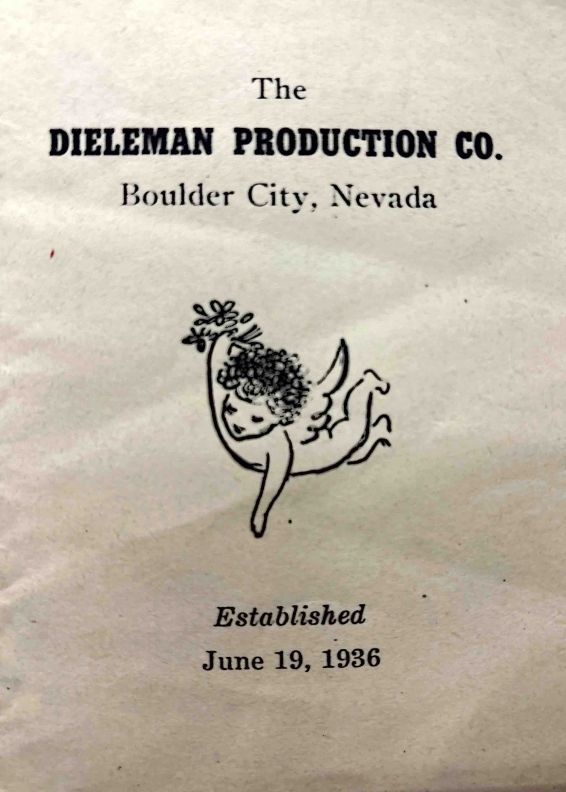 The
DIELEMAN PRODUCTION CO.
Boulder City, Nevada
Established
June 19, 1936